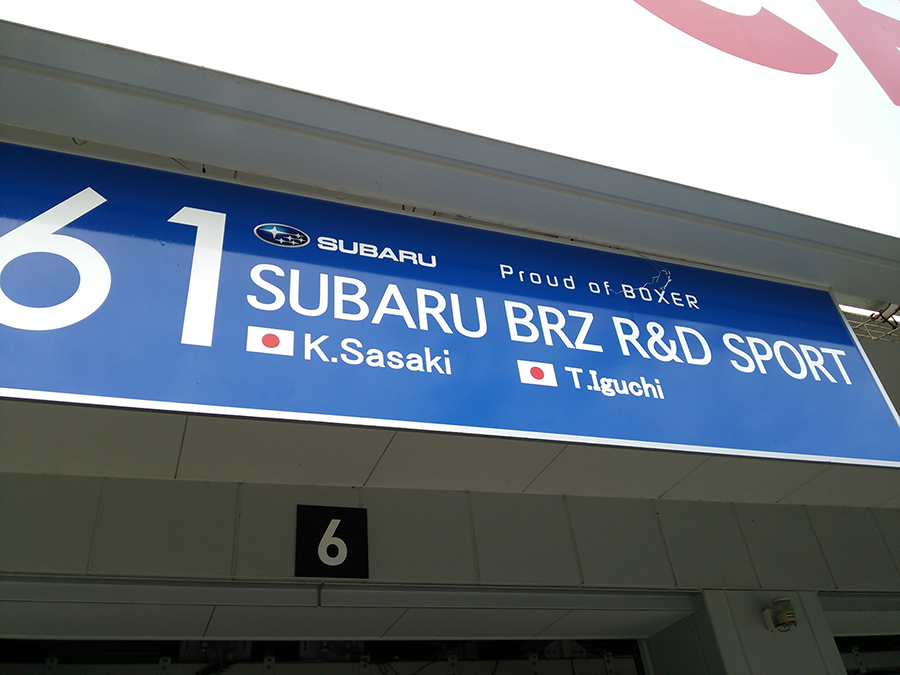 61
SUBARU
Proud of BOXER
SUBARU BRZ R&D SPORT
K.Sasaki
T.Iguchi
6